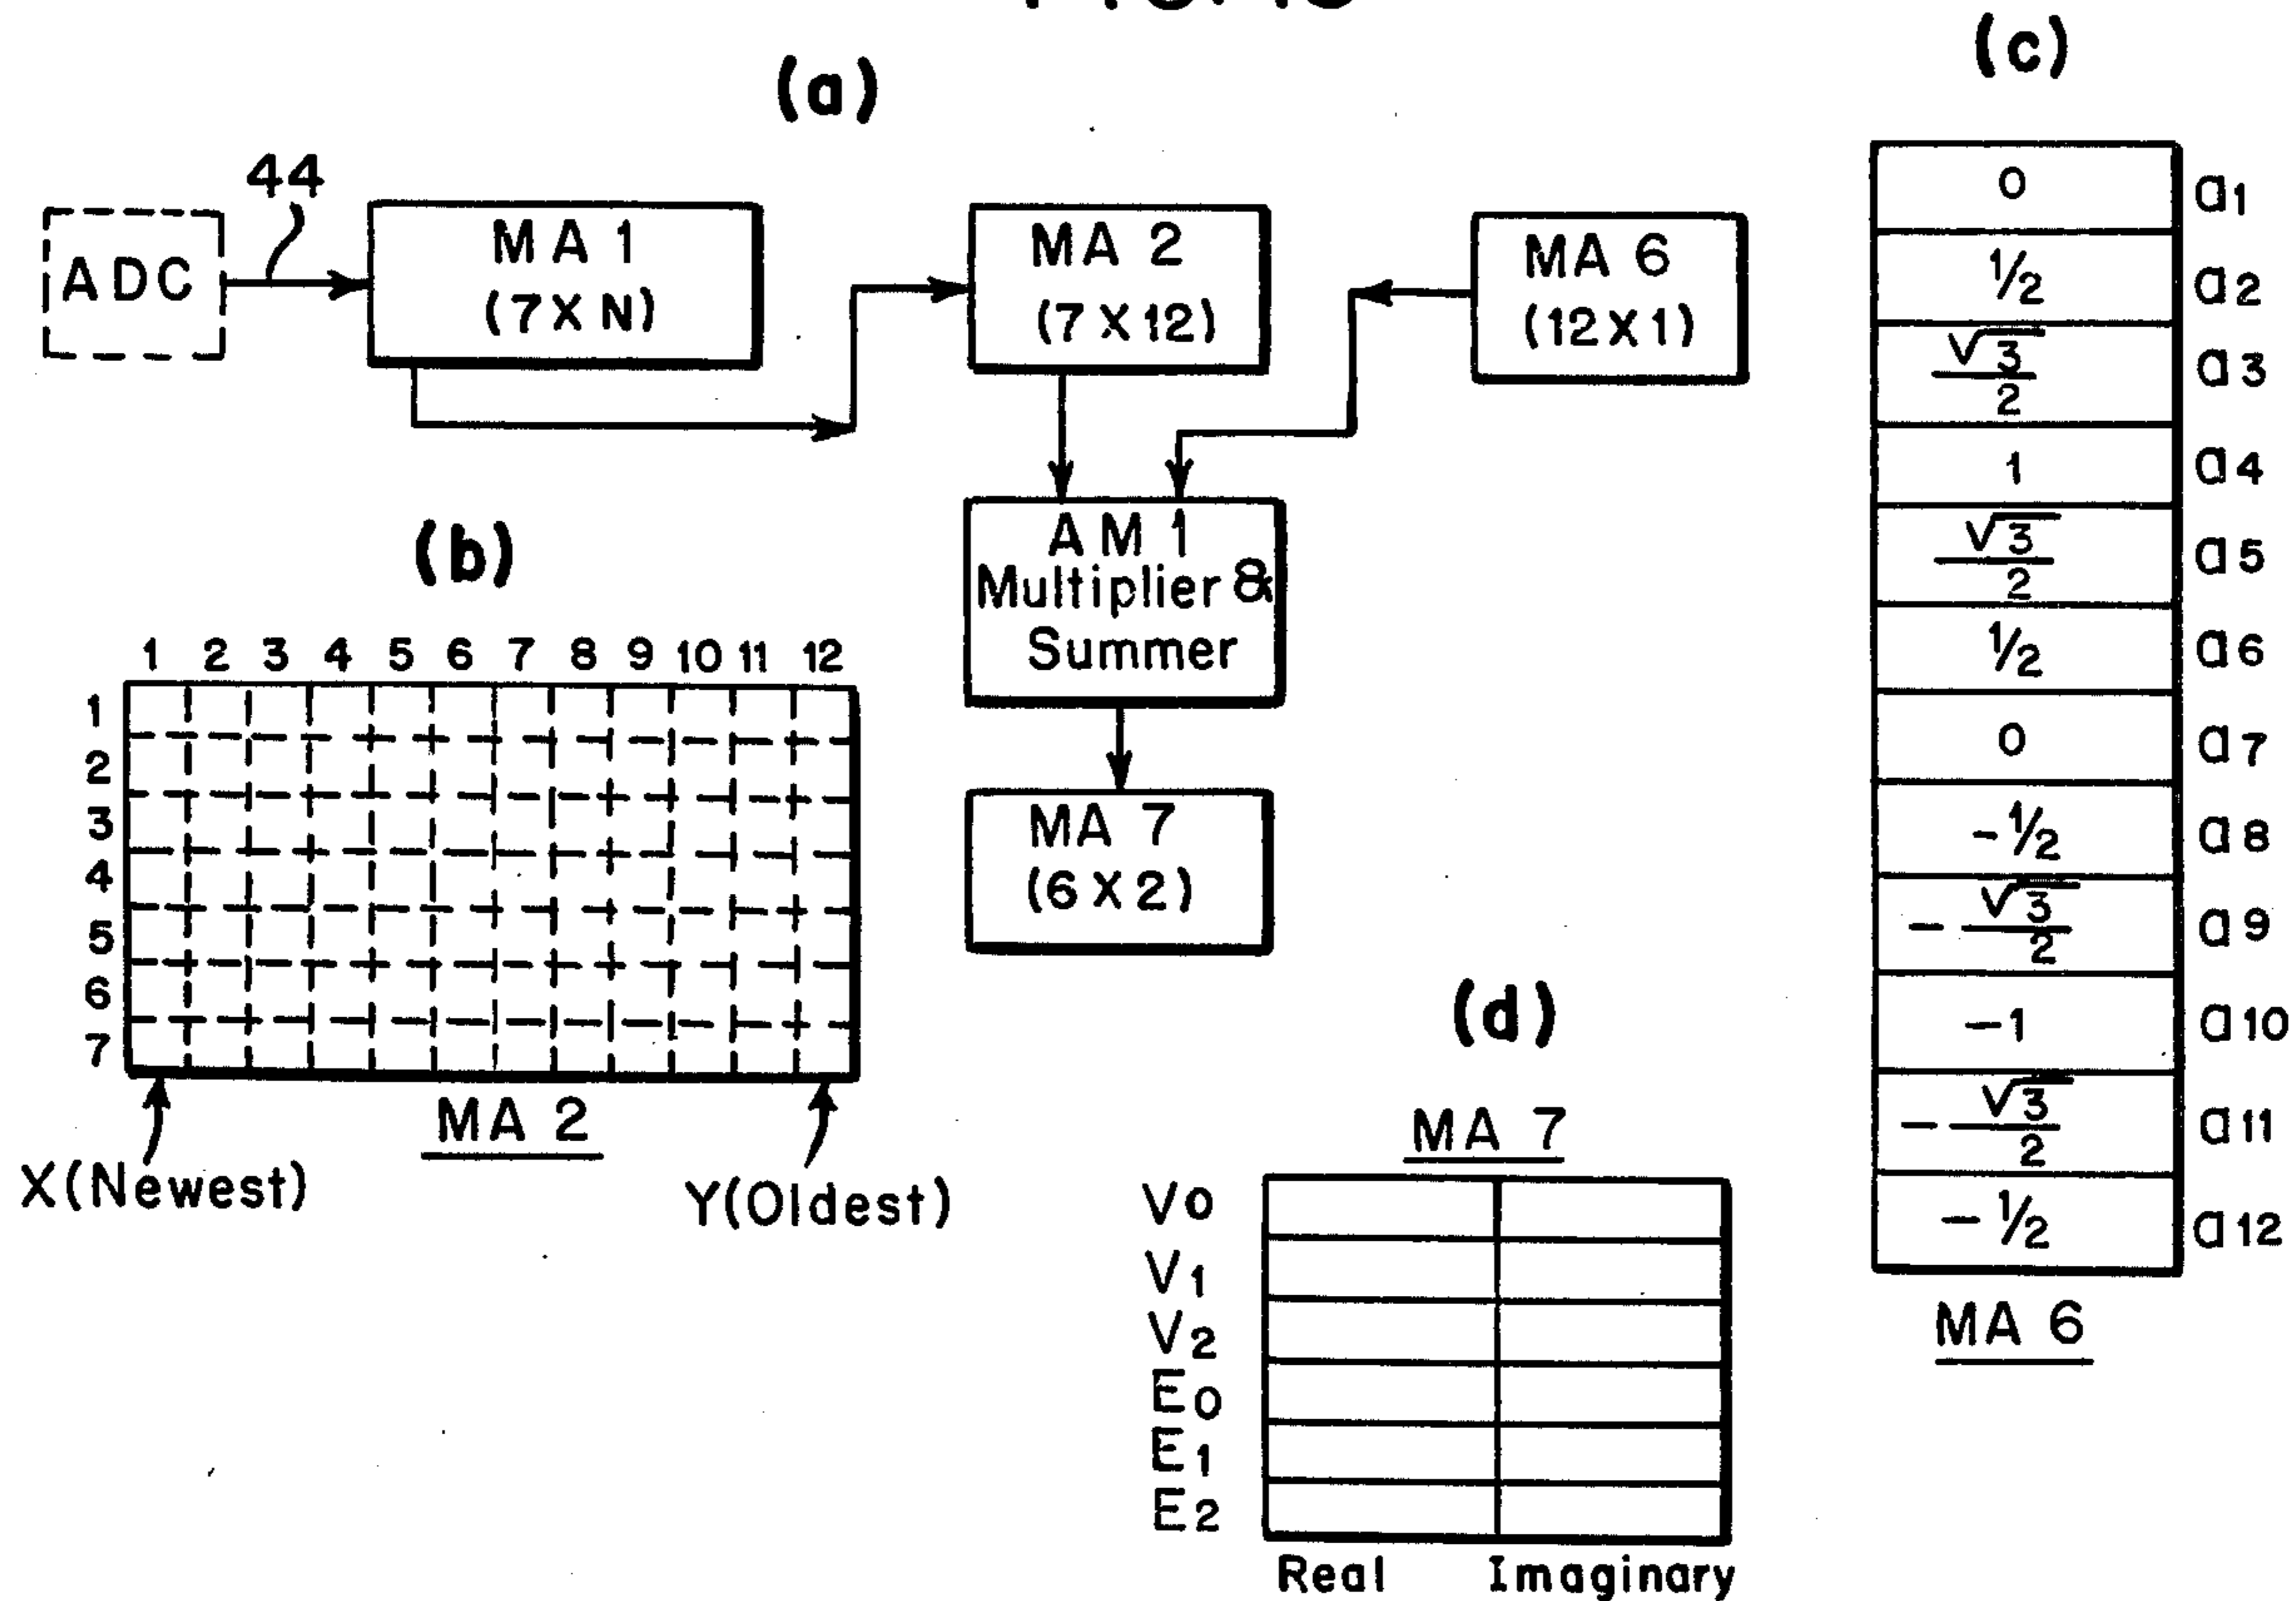 (a)
44
ADC
MA 1
(7 X N)
MA 2
(7 X 12)
MA 6
(12 X 1)
AM 1
Multiplier &
Summer
MA 7
(6 X 2)
(b)
1 2 3 4 5 6 7 8 9 10 11 12
1
2
3
4
5
6
7
MA 2
X (Newest)
Y (Oldest)
(c)
0 a1
1/2 a2
√3/2 a3
1 a4
√3/2 a5
1/2 a6
0 a7
-1/2 a8
-√3/2 a9
-1 a10
-√3/2 a11
-1/2 a12
MA 6
(d)
MA 7
V0
V1
V2
E0
E1
E2
Real Imaginary